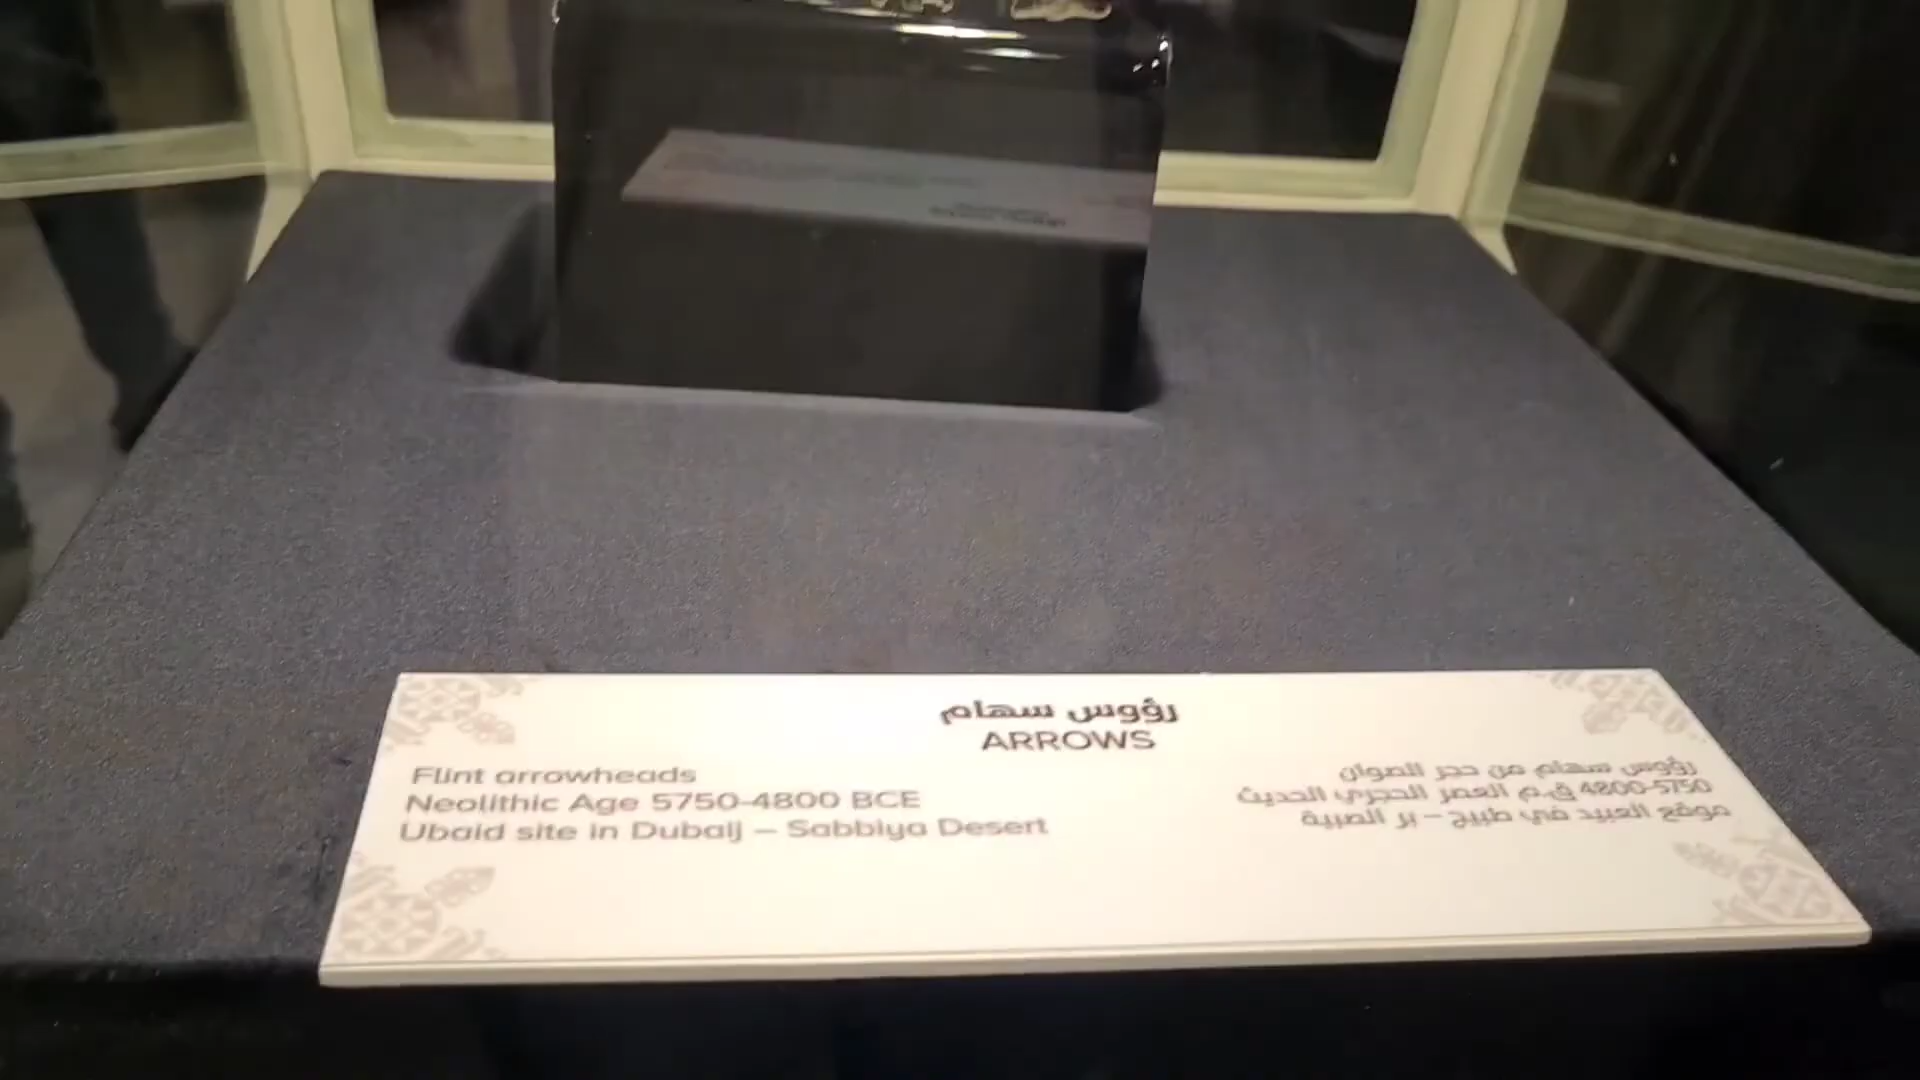 رؤوس سهام
ARROWS
Flint arrowheads
Neolithic Age 5750-4800 BCE
Ubaid site in Dubaij – Sabbiya Desert
رؤوس سهام من حجر الصوان
4800-5750 ق.م العصر الحجري الحديث
موقع العبيد في طبيج – بر الصبية